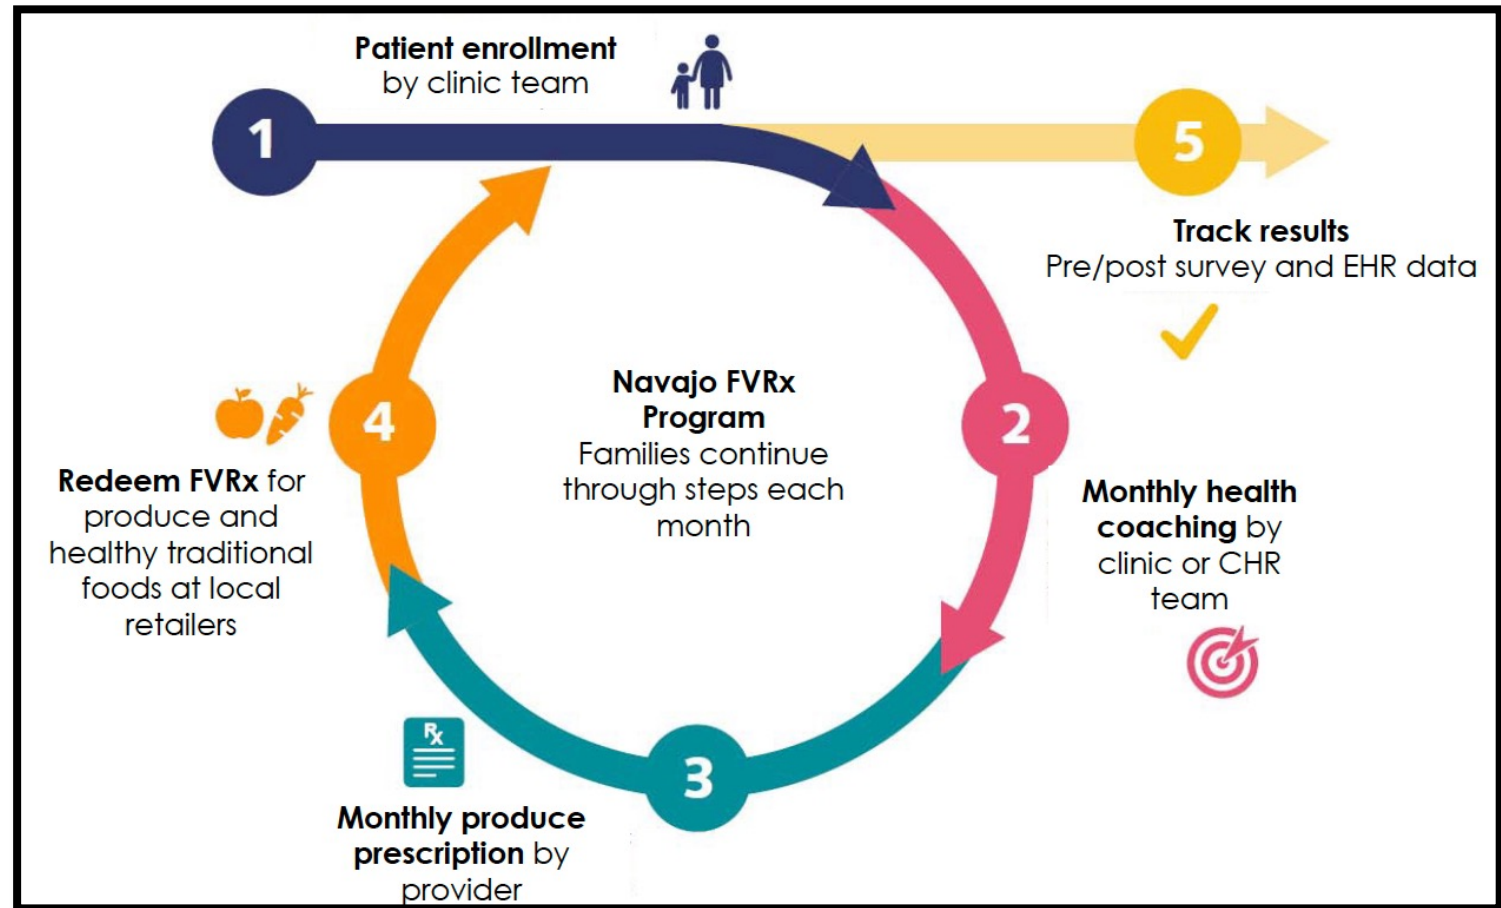 Patient enrollment
by clinic team
1
5
Track results
Pre/post survey and EHR data
Navajo FVRx
Program
Families continue
through steps each
month
2
Monthly health
coaching by
clinic or CHR
team
Rx
3
Monthly produce
prescription by
provider
4
Redeem FVRx for
produce and
healthy traditional
foods at local
retailers